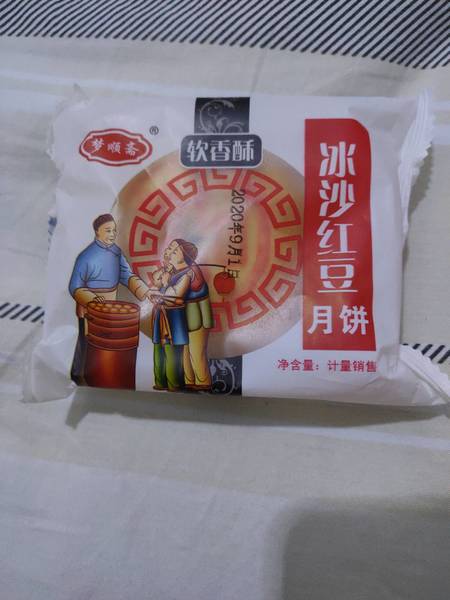 梦顺斋®
软香酥
冰沙红豆
月饼
2020年9月1日
净含量：计量销售